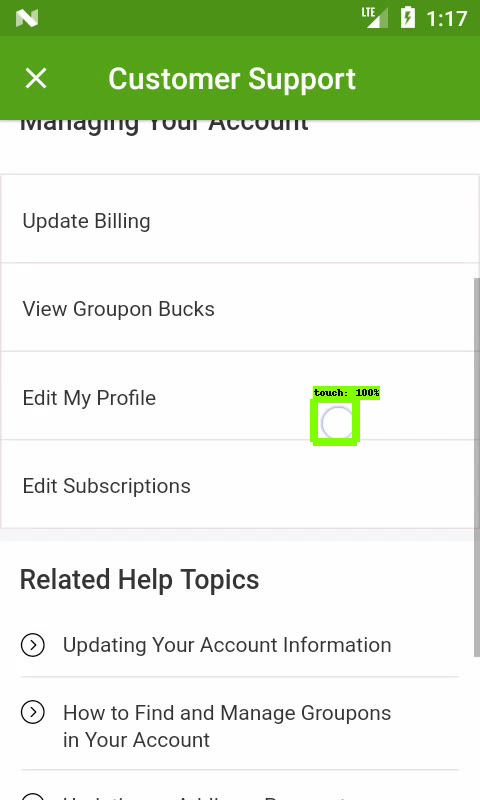 LTE 1:17
Customer Support
Managing Your Account
Update Billing
View Groupon Bucks
touch: 100%
Edit My Profile
Edit Subscriptions
Related Help Topics
Updating Your Account Information
How to Find and Manage Groupons
in Your Account